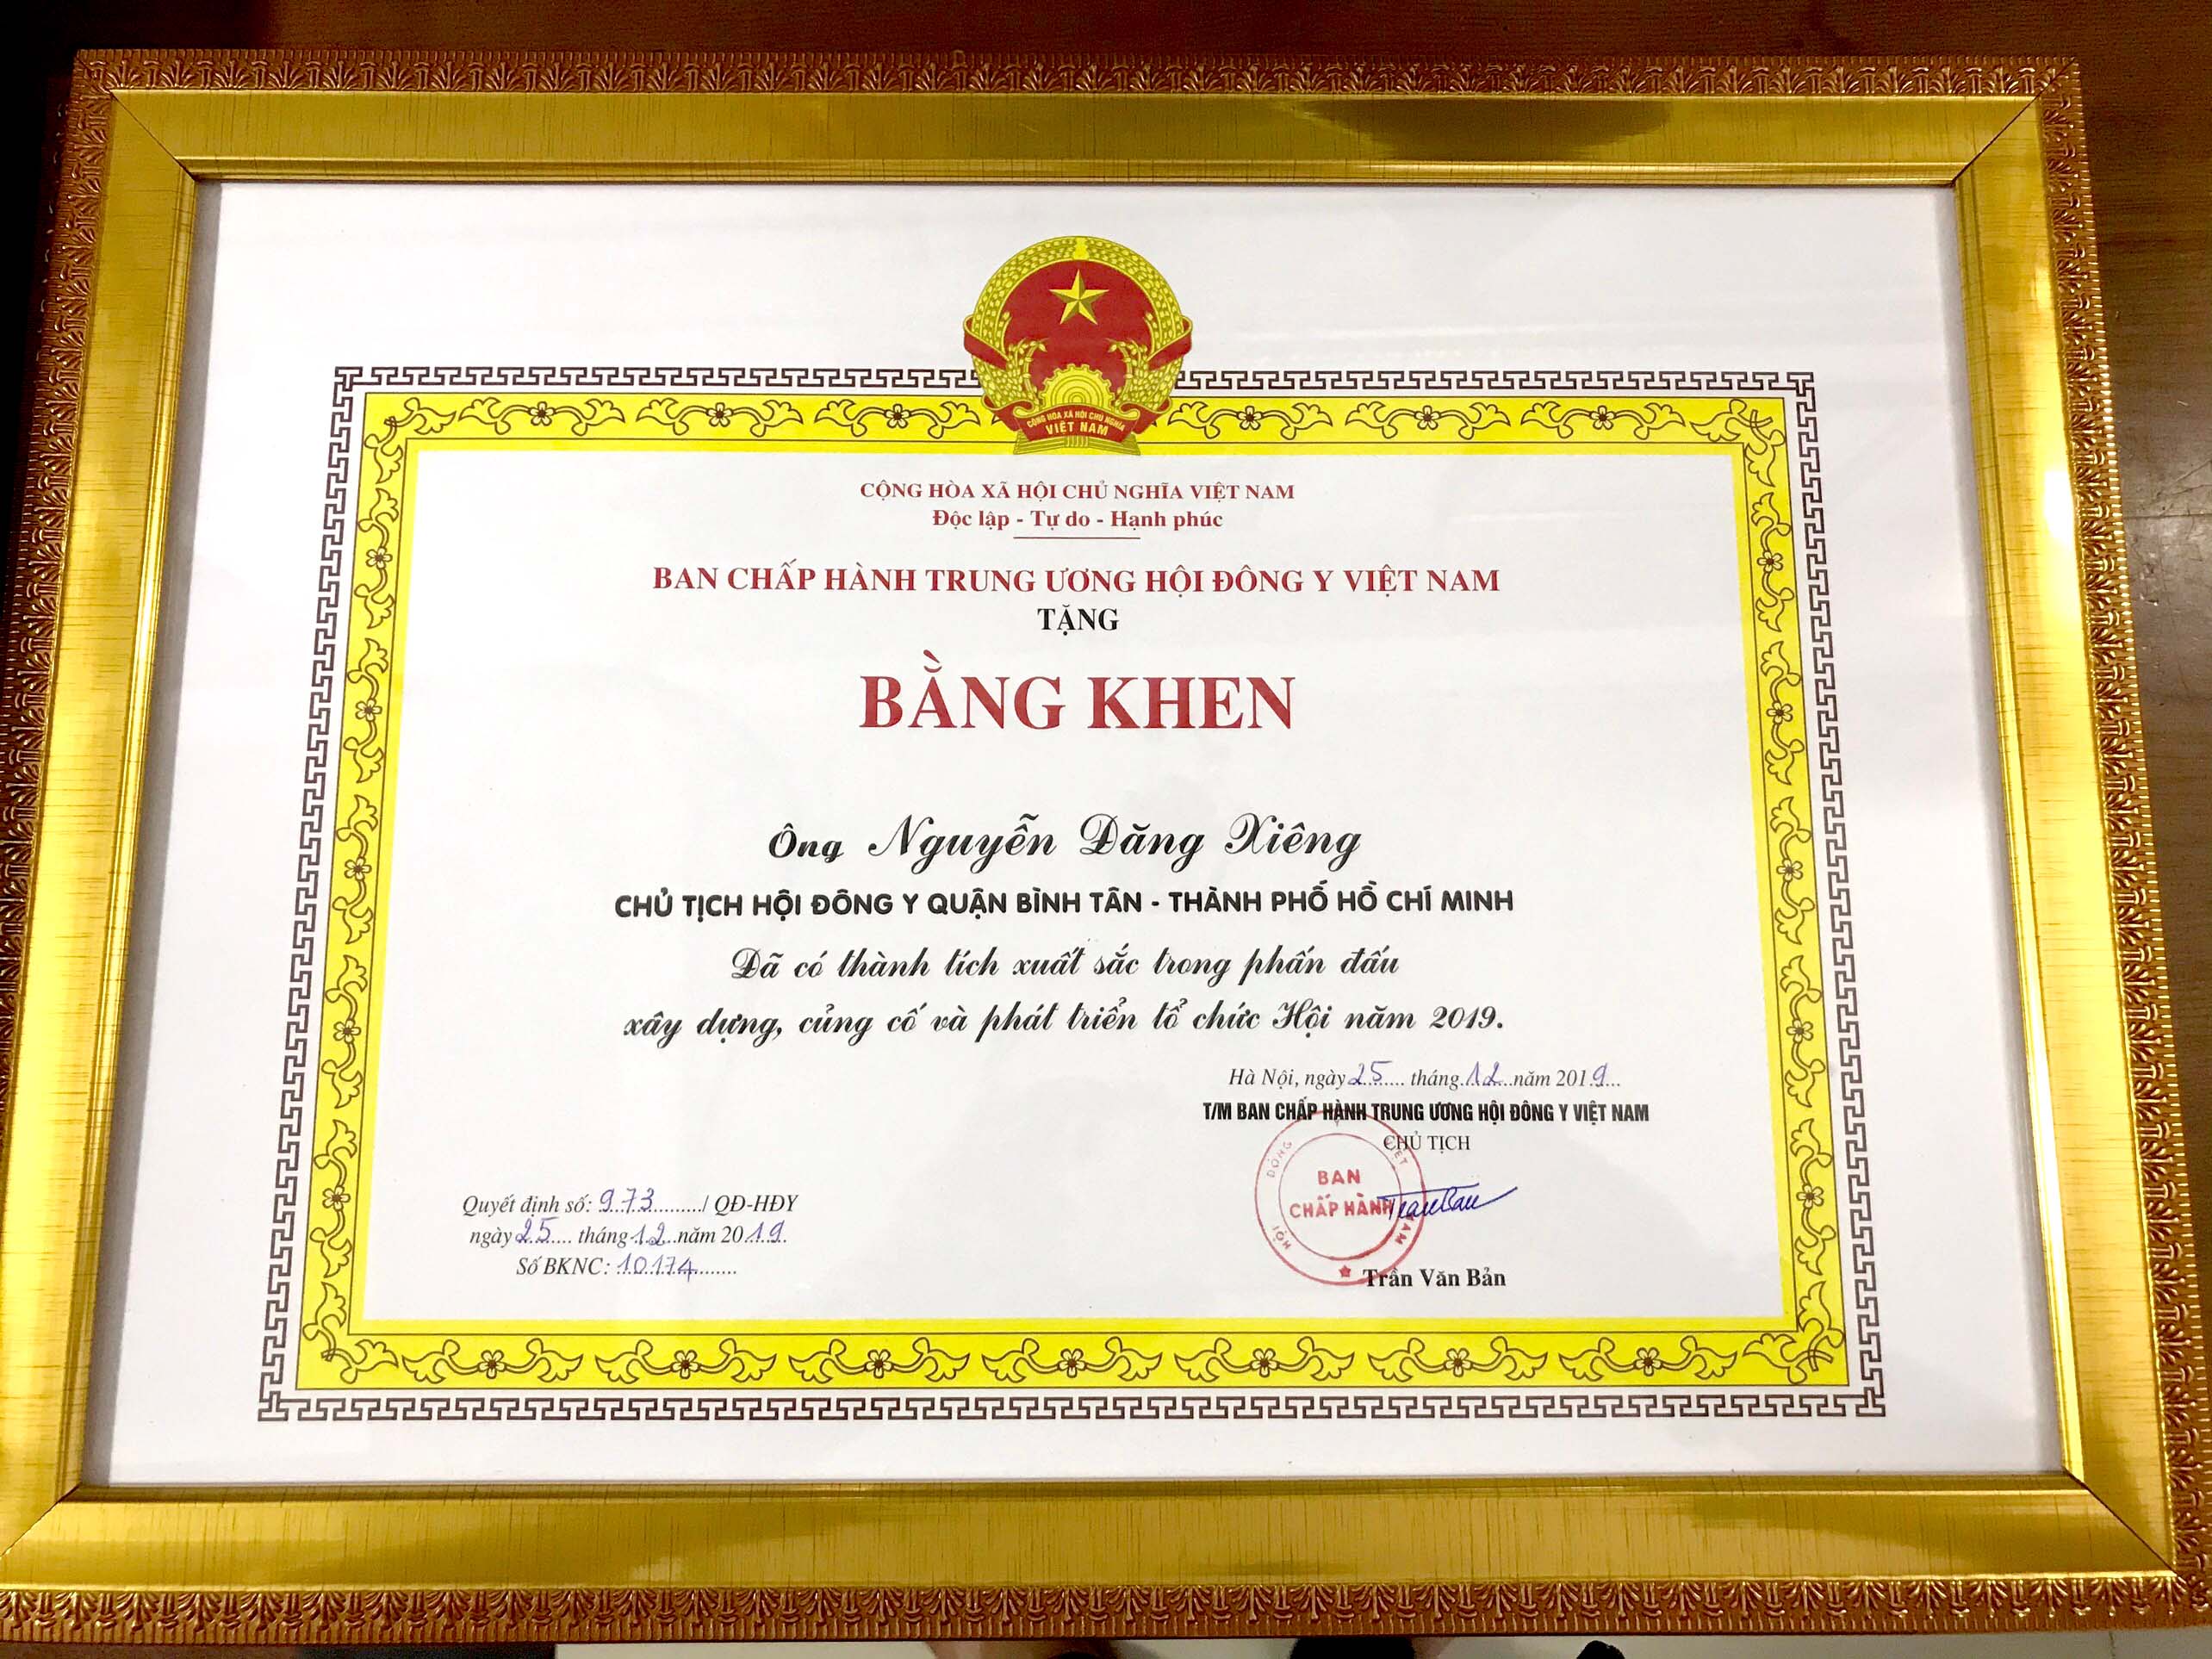 CỘNG HÒA XÃ HỘI CHỦ NGHĨA
VIỆT NAM
CỘNG HÒA XÃ HỘI CHỦ NGHĨA VIỆT NAM
Độc lập - Tự do - Hạnh phúc
BAN CHẤP HÀNH TRUNG ƯƠNG HỘI ĐÔNG Y VIỆT NAM
TẶNG
BẰNG KHEN
Ông Nguyễn Đăng Xiêng
CHỦ TỊCH HỘI ĐÔNG Y QUẬN BÌNH TÂN - THÀNH PHỐ HỒ CHÍ MINH
Đã có thành tích xuất sắc trong phấn đấu
xây dựng, củng cố và phát triển tổ chức Hội năm 2019.
Hà Nội, ngày 25 tháng 12 năm 2019
T/M BAN CHẤP HÀNH TRUNG ƯƠNG HỘI ĐÔNG Y VIỆT NAM
CHỦ TỊCH
HỘI ĐÔNG Y VIỆT NAM
BAN
CHẤP HÀNH
Trần Văn Bản
Quyết định số: 973 / QĐ-HĐY
ngày 25 tháng 12 năm 2019
Số BKNC: 10174